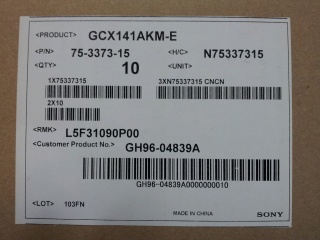 <PRODUCT> GCX141AKM-E
<P/N> 75-3373-15 <H/C> N75337315
<QTY> 10 <UNIT>
1X75337315 3XN75337315 CNCN
2X10
<RMK> L5F31090P00
<Customer Product No.> GH96-04839A
GH96-04839A0000000010
<LOT> 103FN
MADE IN CHINA SONY